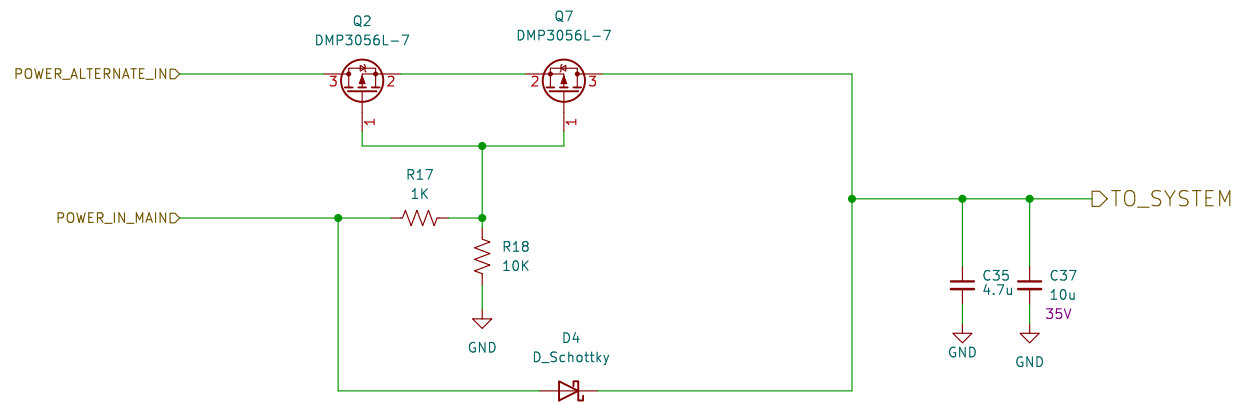 Q2
DMP3056L-7
Q7
DMP3056L-7
POWER_ALTERNATE_IN
3
2
2
3
1
1
R17
1K
POWER_IN_MAIN
TO_SYSTEM
R18
10K
GND
C35
4.7u
C37
10u
35V
GND
GND
D4
D_Schottky